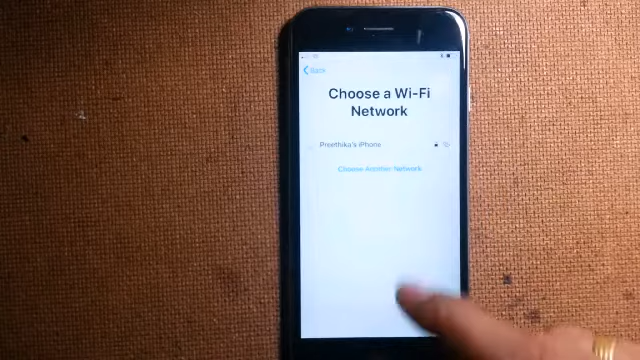 Back
Choose a Wi-Fi
Network
Preethika's iPhone
Choose Another Network